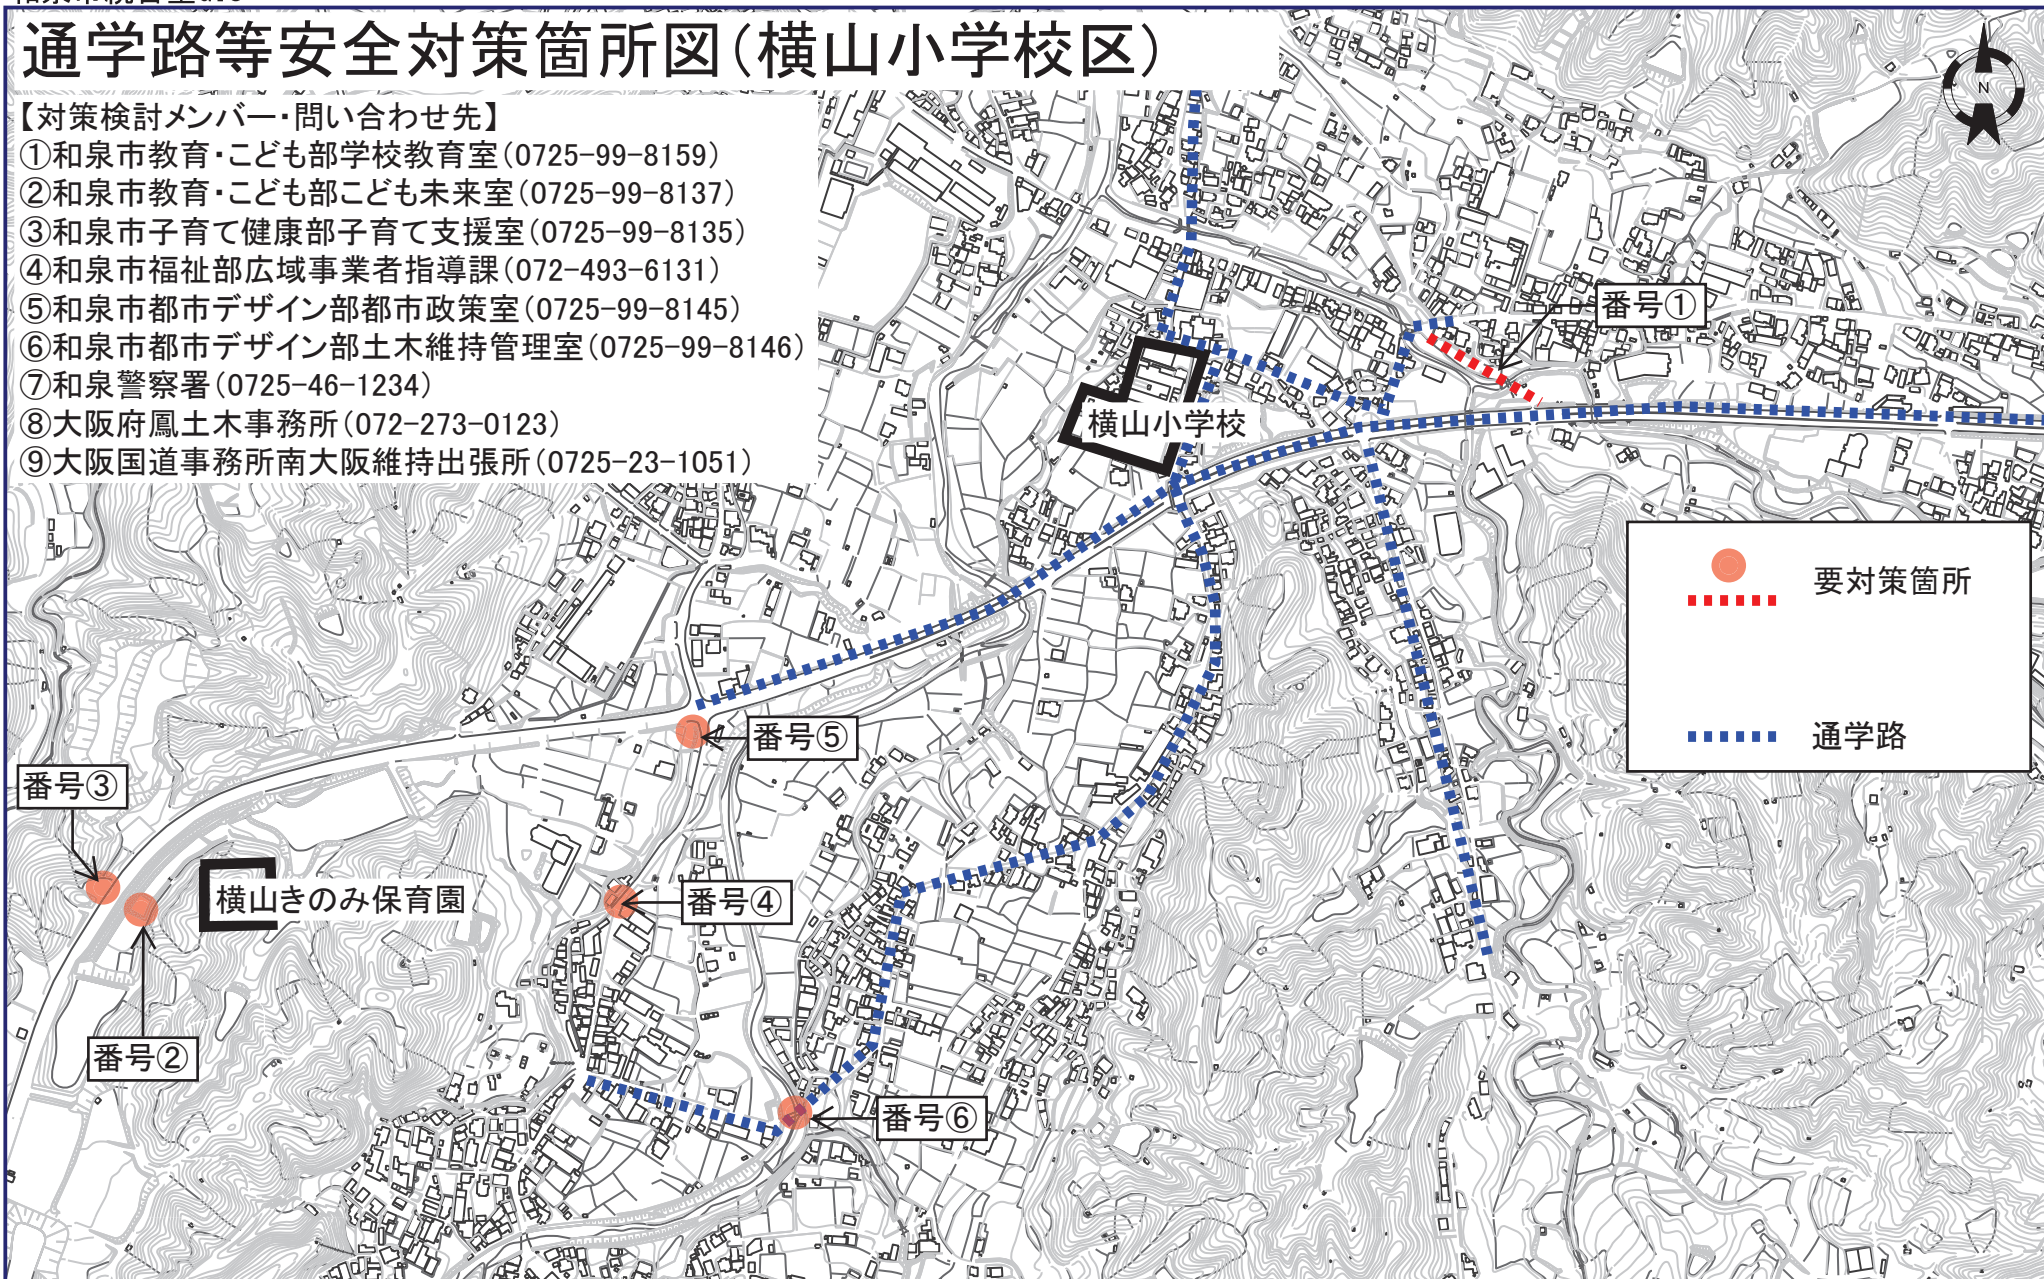 通学路等安全対策箇所図(横山小学校区)
N
【対策検討メンバー・問い合わせ先】
①和泉市教育・こども部学校教育室(0725-99-8159)
②和泉市教育・こども部こども未来室(0725-99-8137)
③和泉市子育て健康部子育て支援室(0725-99-8135)
④和泉市福祉部広域事業者指導課(072-493-6131)
⑤和泉市都市デザイン部都市政策室(0725-99-8145)
⑥和泉市都市デザイン部土木維持管理室(0725-99-8146)
⑦和泉警察署(0725-46-1234)
⑧大阪府鳳土木事務所(072-273-0123)
⑨大阪国道事務所南大阪維持出張所(0725-23-1051)
番号①
横山小学校
要対策箇所
通学路
番号⑤
番号③
横山きのみ保育園
番号④
番号②
番号⑥